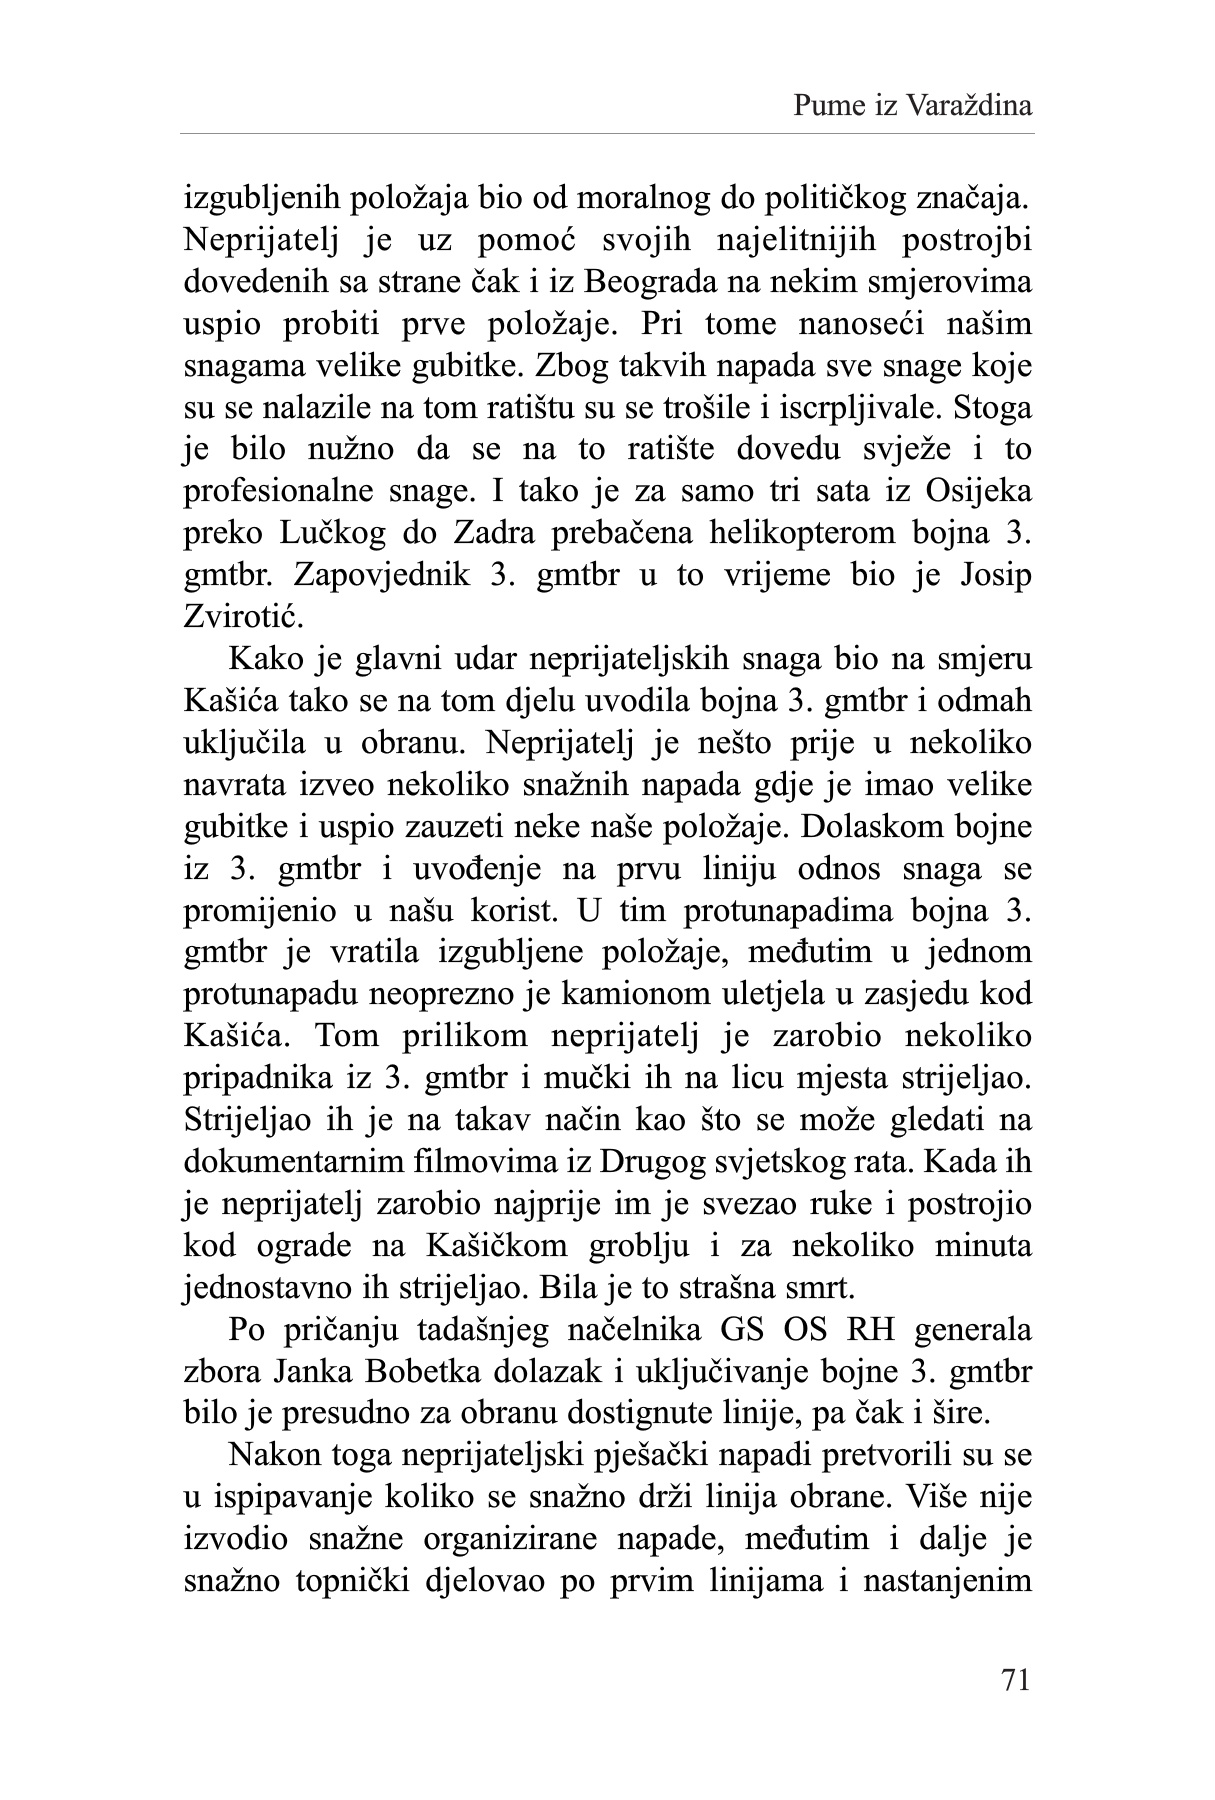 Pume iz Varaždina
izgubljenih položaja bio od moralnog do političkog značaja.
Neprijatelj je uz pomoć svojih najelitnijih postrojbi
dovedenih sa strane čak i iz Beograda na nekim smjerovima
uspio probiti prve položaje. Pri tome nanoseći našim
snagama velike gubitke. Zbog takvih napada sve snage koje
su se nalazile na tom ratištu su se trošile i iscrpljivale. Stoga
je bilo nužno da se na to ratište dovedu svježe i to
profesionalne snage. I tako je za samo tri sata iz Osijeka
preko Lučkog do Zadra prebačena helikopterom bojna 3.
gmtbr. Zapovjednik 3. gmtbr u to vrijeme bio je Josip
Zvirotić.
Kako je glavni udar neprijateljskih snaga bio na smjeru
Kašića tako se na tom djelu uvodila bojna 3. gmtbr i odmah
uključila u obranu. Neprijatelj je nešto prije u nekoliko
navrata izveo nekoliko snažnih napada gdje je imao velike
gubitke i uspio zauzeti neke naše položaje. Dolaskom bojne
iz 3. gmtbr i uvođenje na prvu liniju odnos snaga se
promijenio u našu korist. U tim protunapadima bojna 3.
gmtbr je vratila izgubljene položaje, međutim u jednom
protunapadu neoprezno je kamionom uletjela u zasjedu kod
Kašića. Tom prilikom neprijatelj je zarobio nekoliko
pripadnika iz 3. gmtbr i mučki ih na licu mjesta strijeljao.
Strijeljao ih je na takav način kao što se može gledati na
dokumentarnim filmovima iz Drugog svjetskog rata. Kada ih
je neprijatelj zarobio najprije im je svezao ruke i postrojio
kod ograde na Kašičkom groblju i za nekoliko minuta
jednostavno ih strijeljao. Bila je to strašna smrt.
Po pričanju tadašnjeg načelnika GS OS RH generala
zbora Janka Bobetka dolazak i uključivanje bojne 3. gmtbr
bilo je presudno za obranu dostignute linije, pa čak i šire.
Nakon toga neprijateljski pješački napadi pretvorili su se
u ispipavanje koliko se snažno drži linija obrane. Više nije
izvodio snažne organizirane napade, međutim i dalje je
snažno topnički djelovao po prvim linijama i nastanjenim
71